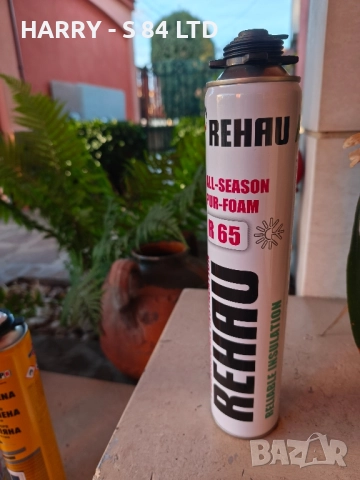 HARRY - S 84 LTD
REHAU
ALL-SEASON
PUR-FOAM
R 65
REHAU
RELIABLE INSULATION
BAZAR